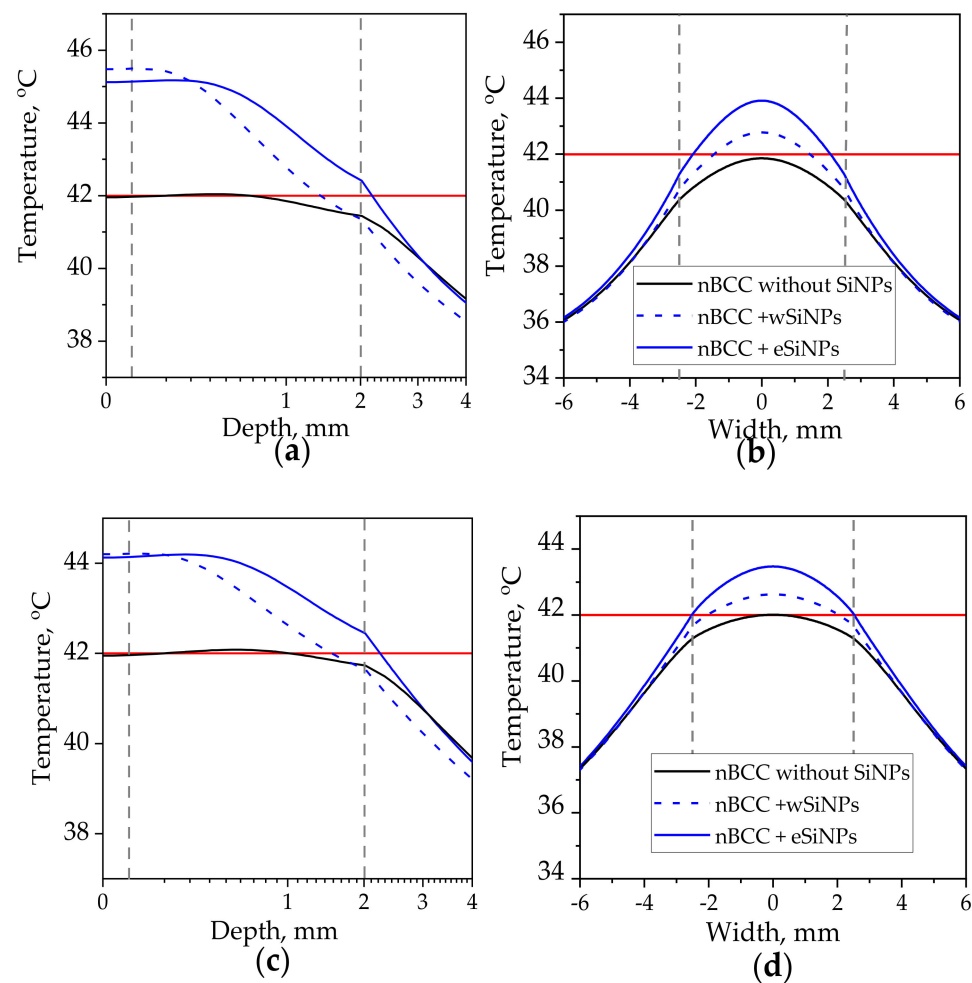 46
44
42
40
38
Temperature, °C
0
1
2
3
4
Depth, mm
(a)
46
44
42
40
38
36
34
Temperature, °C
nBCC without SiNPs
nBCC +wSiNPs
nBCC + eSiNPs
-6
-4
-2
0
2
4
6
Width, mm
(b)
44
42
40
38
Temperature, °C
0
1
2
3
4
Depth, mm
(c)
44
42
40
38
36
34
Temperature, °C
nBCC without SiNPs
nBCC +wSiNPs
nBCC + eSiNPs
-6
-4
-2
0
2
4
6
Width, mm
(d)